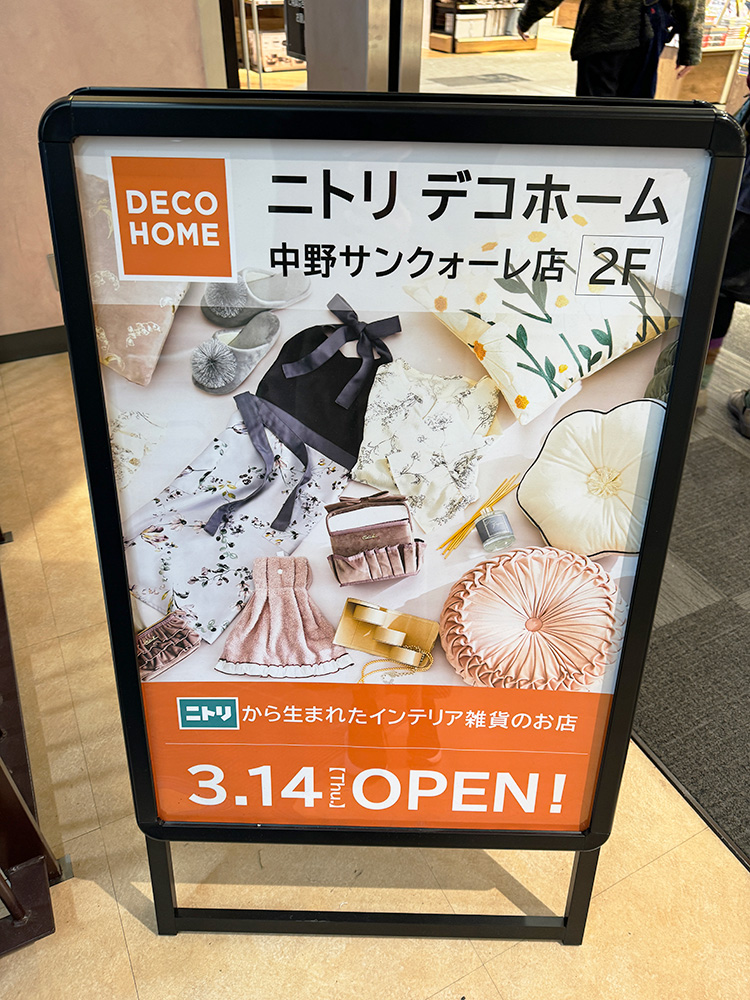 DECO
HOME
ニトリ デコホーム
中野サンクォーレ店 2F
ニトリから生まれたインテリア雑貨のお店
3.14 [Thu.] OPEN!